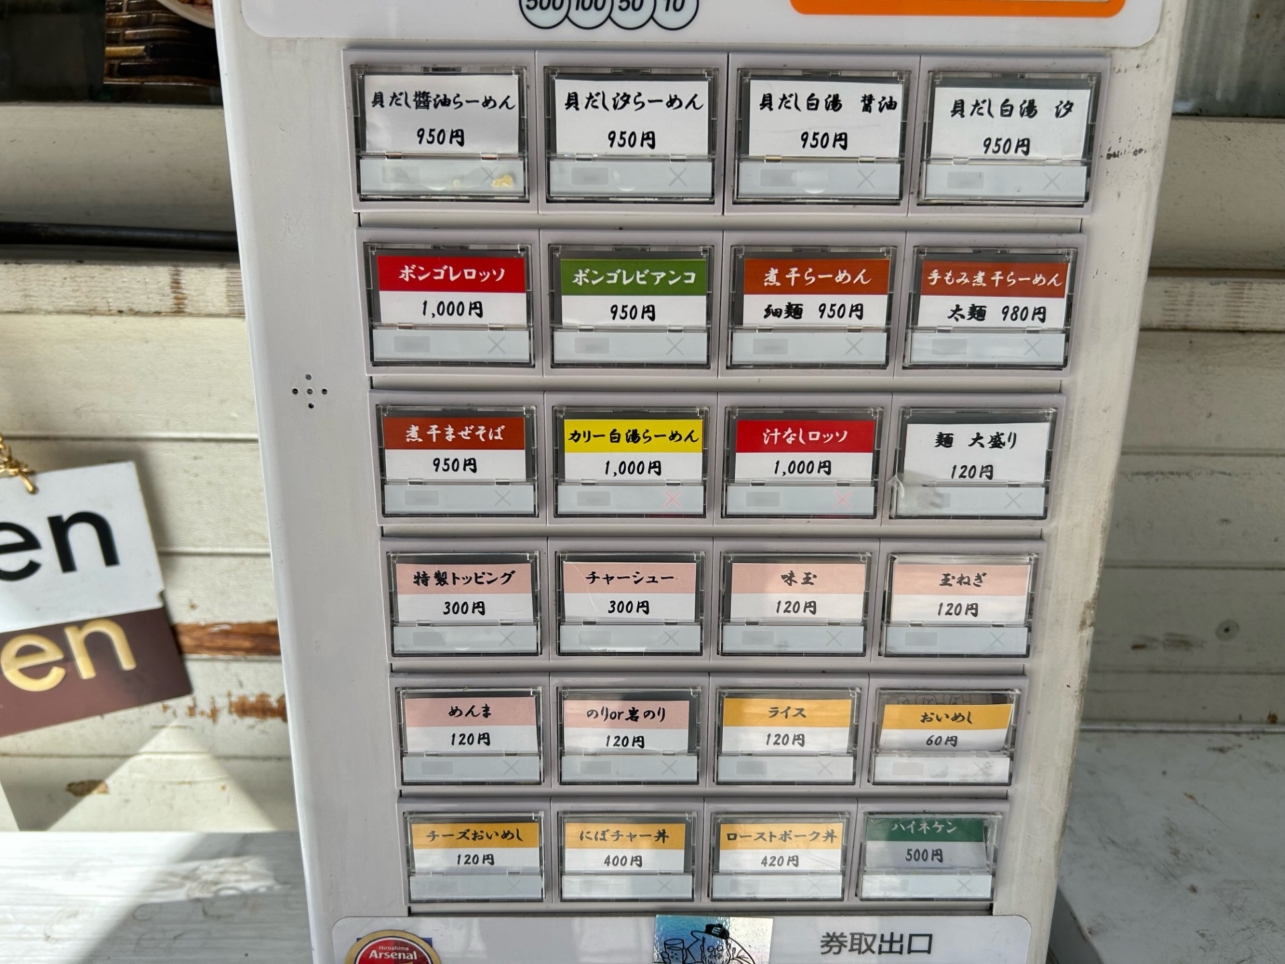 500 100 50 10
貝だし醬油らーめん
950円
貝だし汐らーめん
950円
貝だし白湯 醤油
950円
貝だし白湯 汐
950円
ボンゴレロッソ
1,000円
ボンゴレビアンコ
950円
煮干らーめん
細麺 950円
手もみ煮干らーめん
太麺 980円
煮干まぜそば
950円
カリー白湯らーめん
1,000円
汁なしロッソ
1,000円
麺 大盛り
120円
特製トッピング
300円
チャーシュー
300円
味玉
120円
玉ねぎ
120円
めんま
120円
のりor岩のり
120円
ライス
120円
おいめし
60円
チーズおいめし
120円
にぼチャー丼
400円
ローストポーク丼
420円
ハイネケン
500円
券取出口
en
en
Arsenal